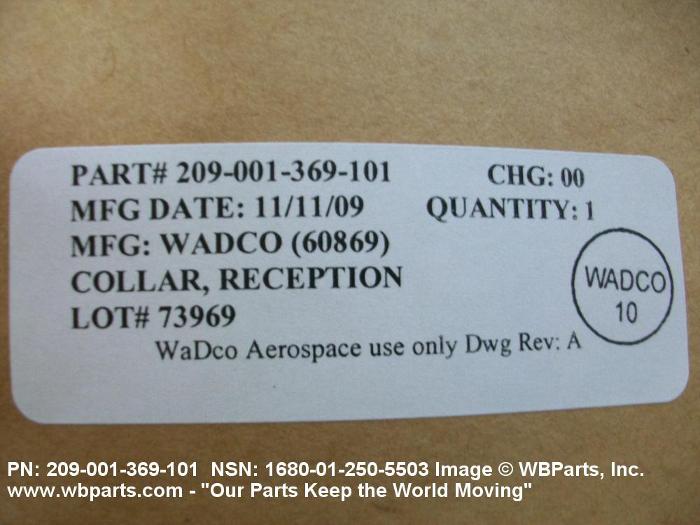 PART# 209-001-369-101 CHG: 00
MFG DATE: 11/11/09 QUANTITY: 1
MFG: WADCO (60869)
COLLAR, RECEPTION
LOT# 73969
WADCO
10
WaDco Aerospace use only Dwg Rev: A
PN: 209-001-369-101 NSN: 1680-01-250-5503 Image © WBParts, Inc.
www.wbparts.com - "Our Parts Keep the World Moving"